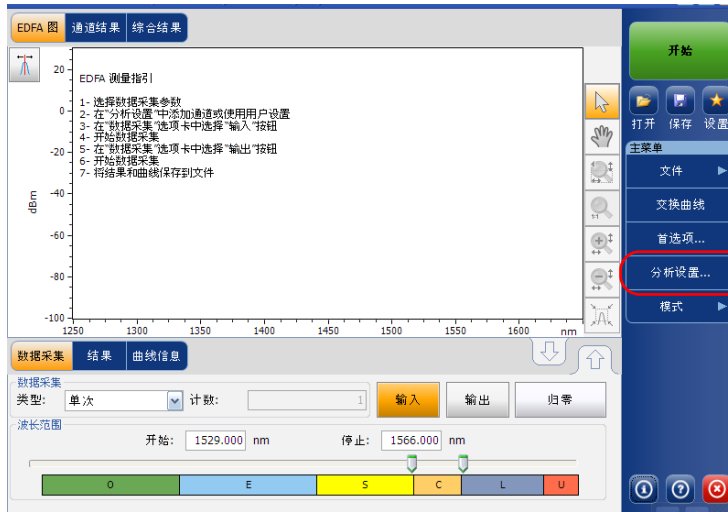 EDFA 图 通道结果 综合结果
开始
EDFA 测量指引
1- 选择数据采集参数
2- 在"分析设置"中添加通道或使用用户设置
3- 在"数据采集"选项卡中选择"输入"按钮
4- 开始数据采集
5- 在"数据采集"选项卡中选择"输出"按钮
6- 开始数据采集
7- 将结果和曲线保存到文件
20
0
-20
-40
-60
-80
-100
dBm
1250 1300 1350 1400 1450 1500 1550 1600 nm
1:1
打开 保存 设置
主菜单
文件
交换曲线
首选项...
分析设置...
模式
数据采集 结果 曲线信息
数据采集
类型: 单次 计数: 1 输入 输出 归零
波长范围
开始: 1529.000 nm 停止: 1566.000 nm
O E S C L U